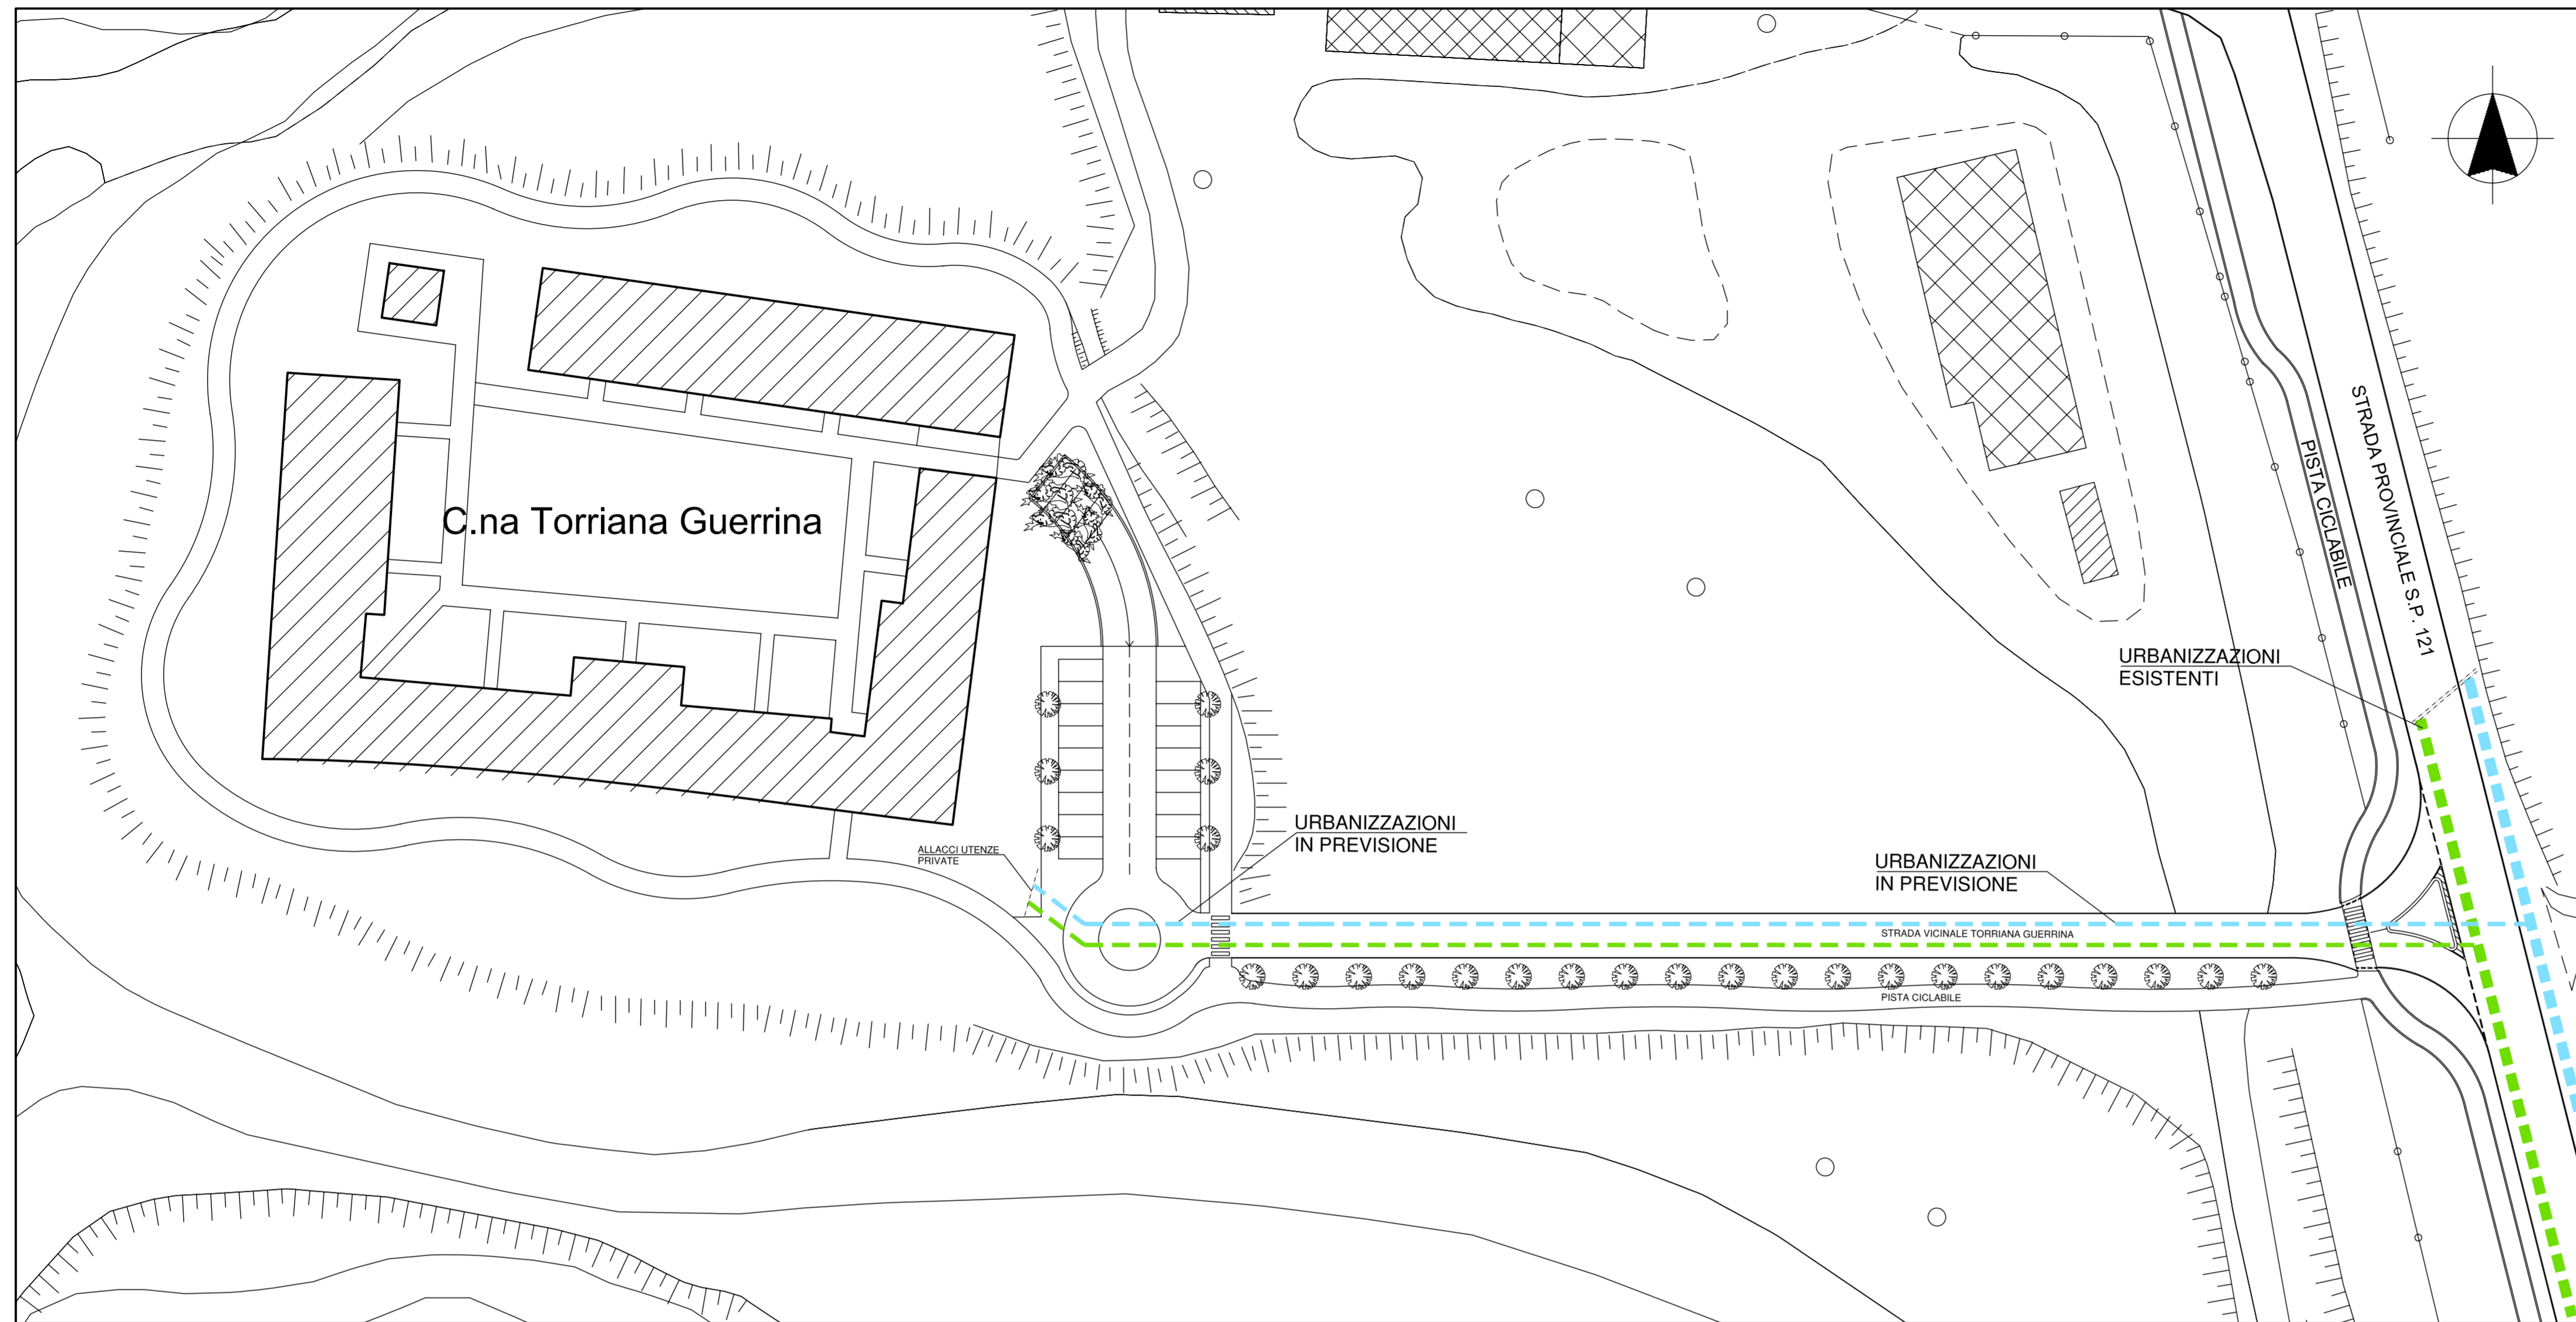 C.na Torriana Guerrina
PISTA CICLABILE
STRADA PROVINCIALE S.P. 121
URBANIZZAZIONI
ESISTENTI
URBANIZZAZIONI
IN PREVISIONE
ALLACCI UTENZE
PRIVATE
URBANIZZAZIONI
IN PREVISIONE
STRADA VICINALE TORRIANA GUERRINA
PISTA CICLABILE